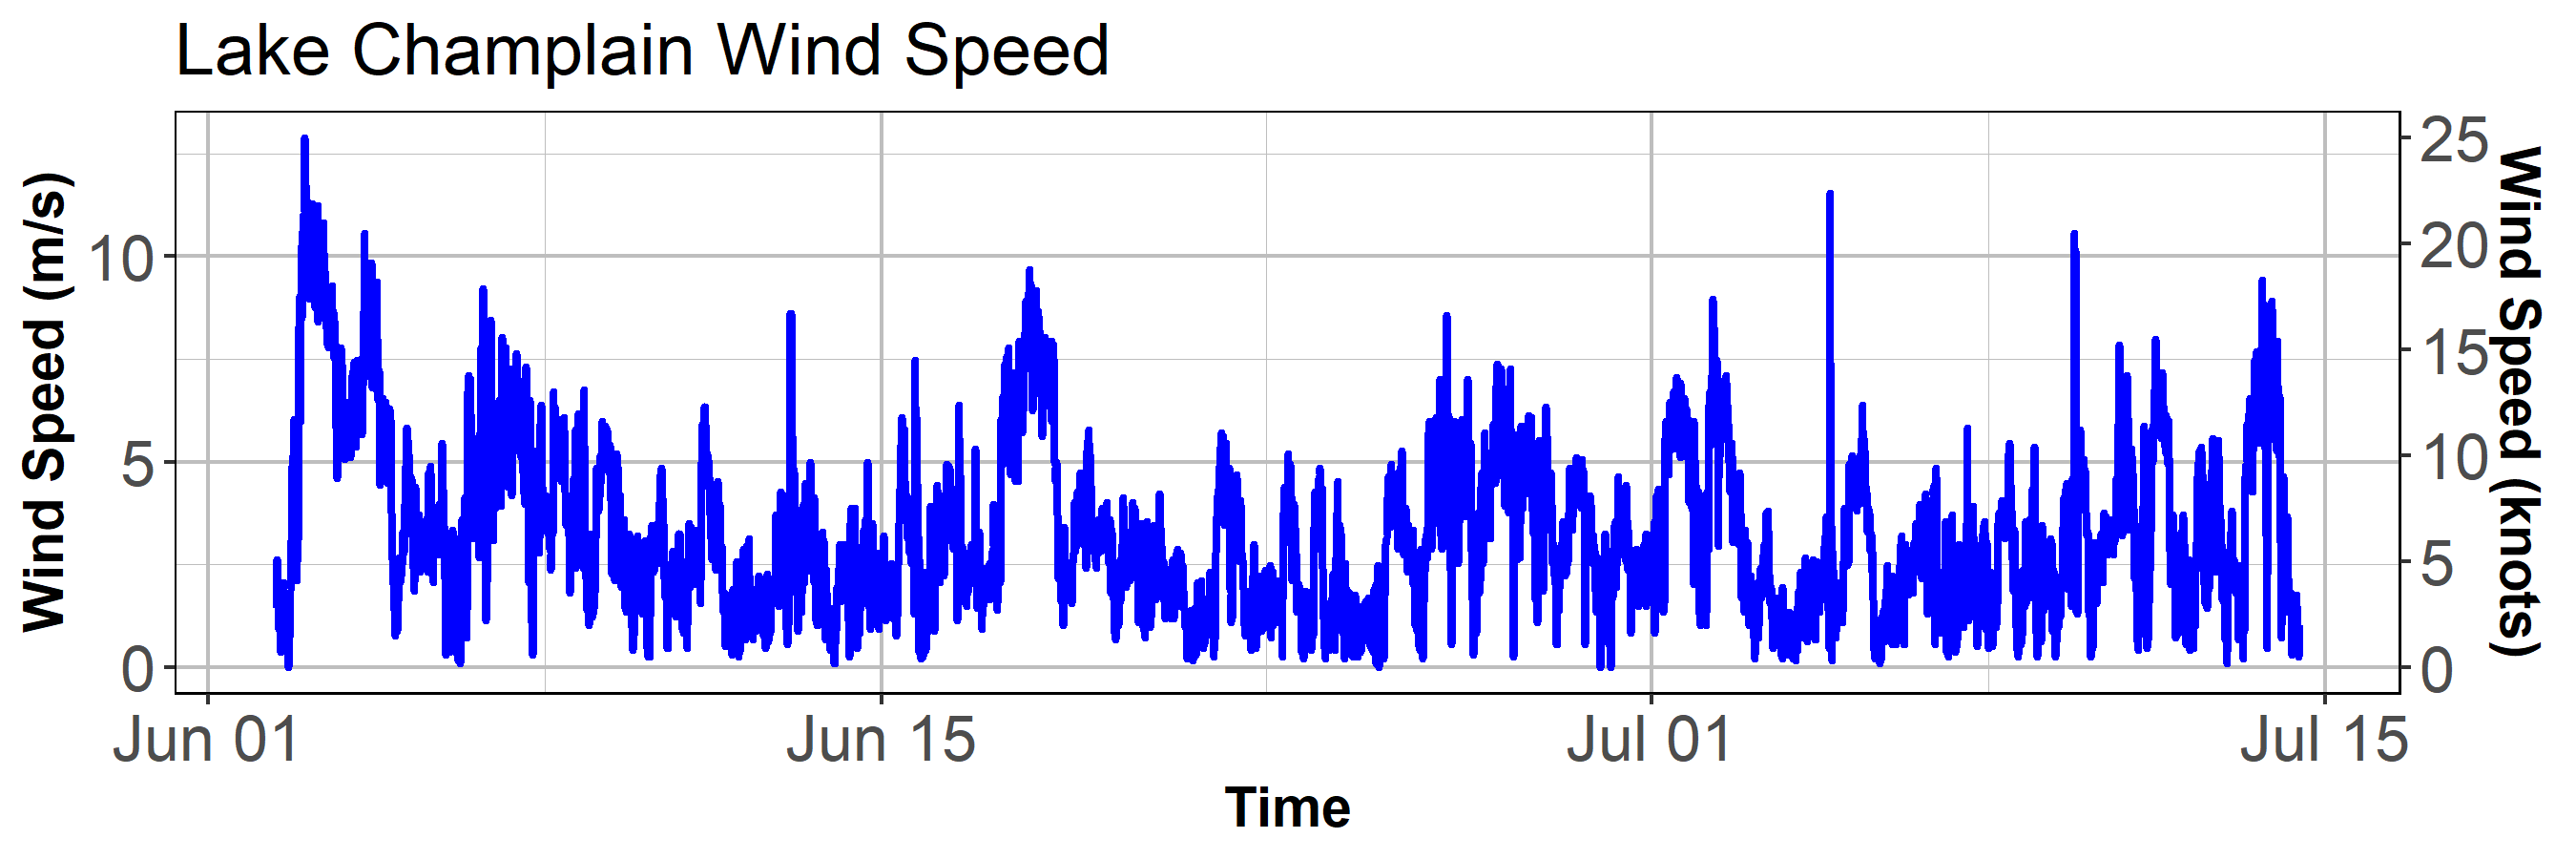 Lake Champlain Wind Speed
Wind Speed (m/s)
10
5
0
25
20
15
10
5
0
Wind Speed (knots)
Jun 01
Jun 15
Jul 01
Jul 15
Time